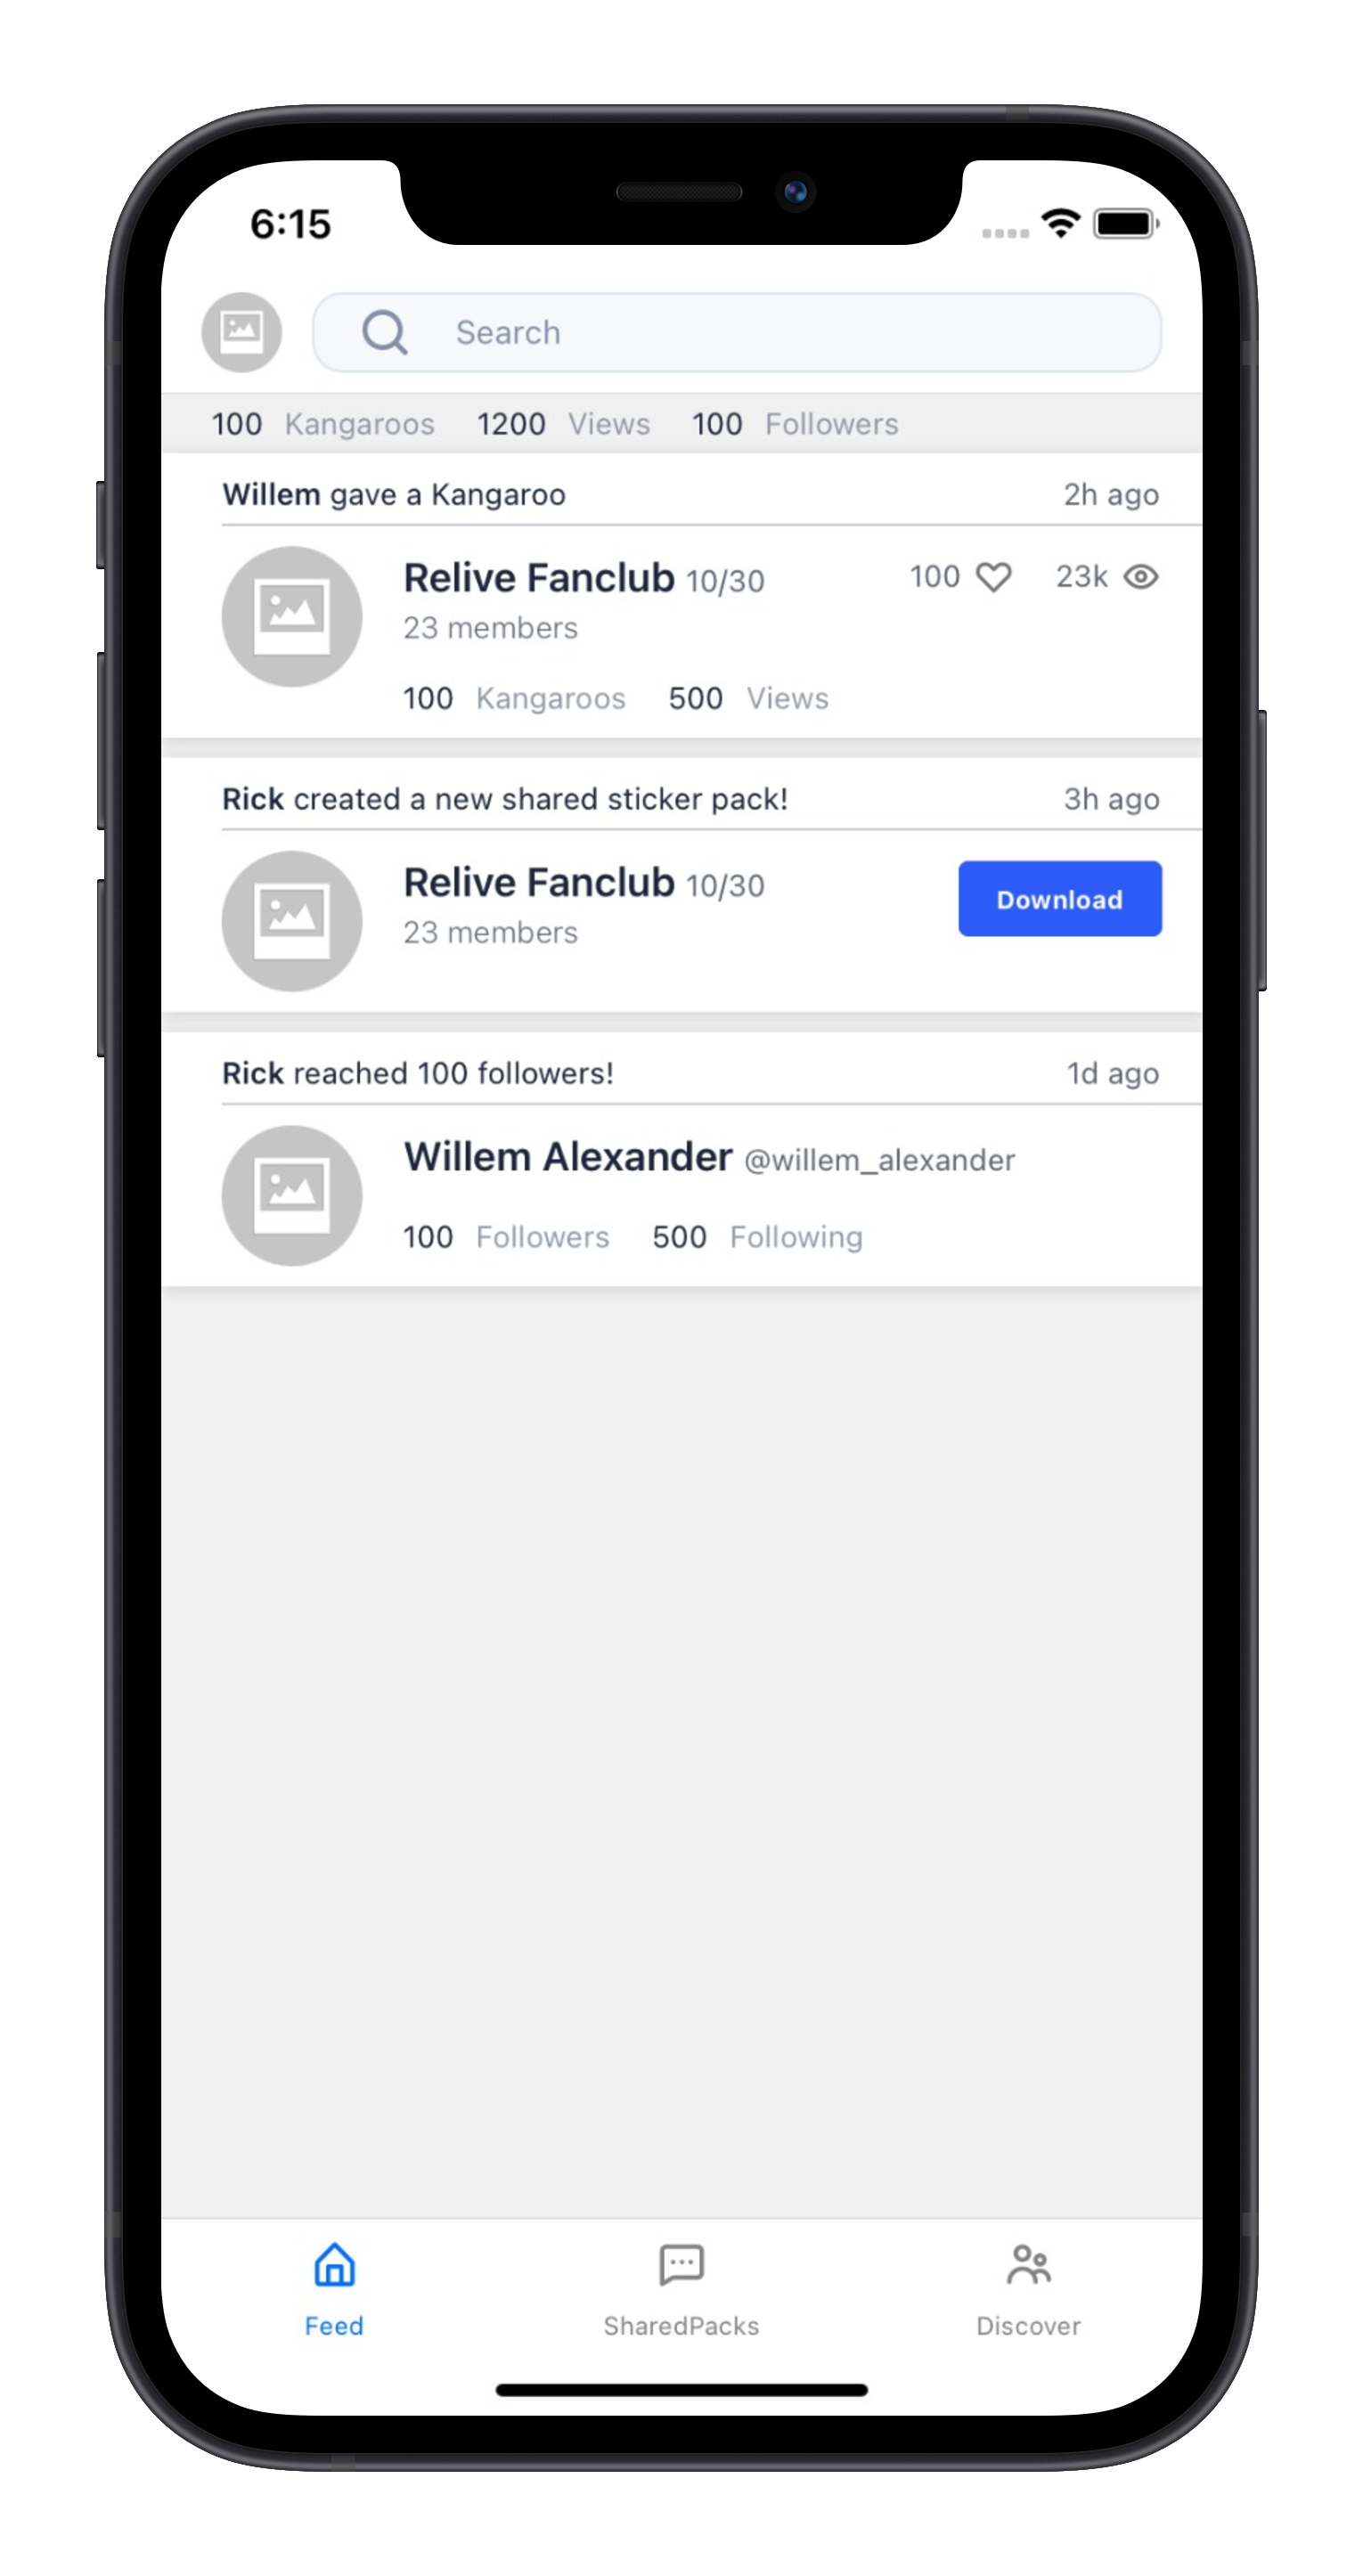 6:15
Search
100 Kangaroos 1200 Views 100 Followers
Willem gave a Kangaroo 2h ago
Relive Fanclub 10/30 100 23k
23 members
100 Kangaroos 500 Views
Rick created a new shared sticker pack! 3h ago
Relive Fanclub 10/30 Download
23 members
Rick reached 100 followers! 1d ago
Willem Alexander @willem_alexander
100 Followers 500 Following
Feed SharedPacks Discover